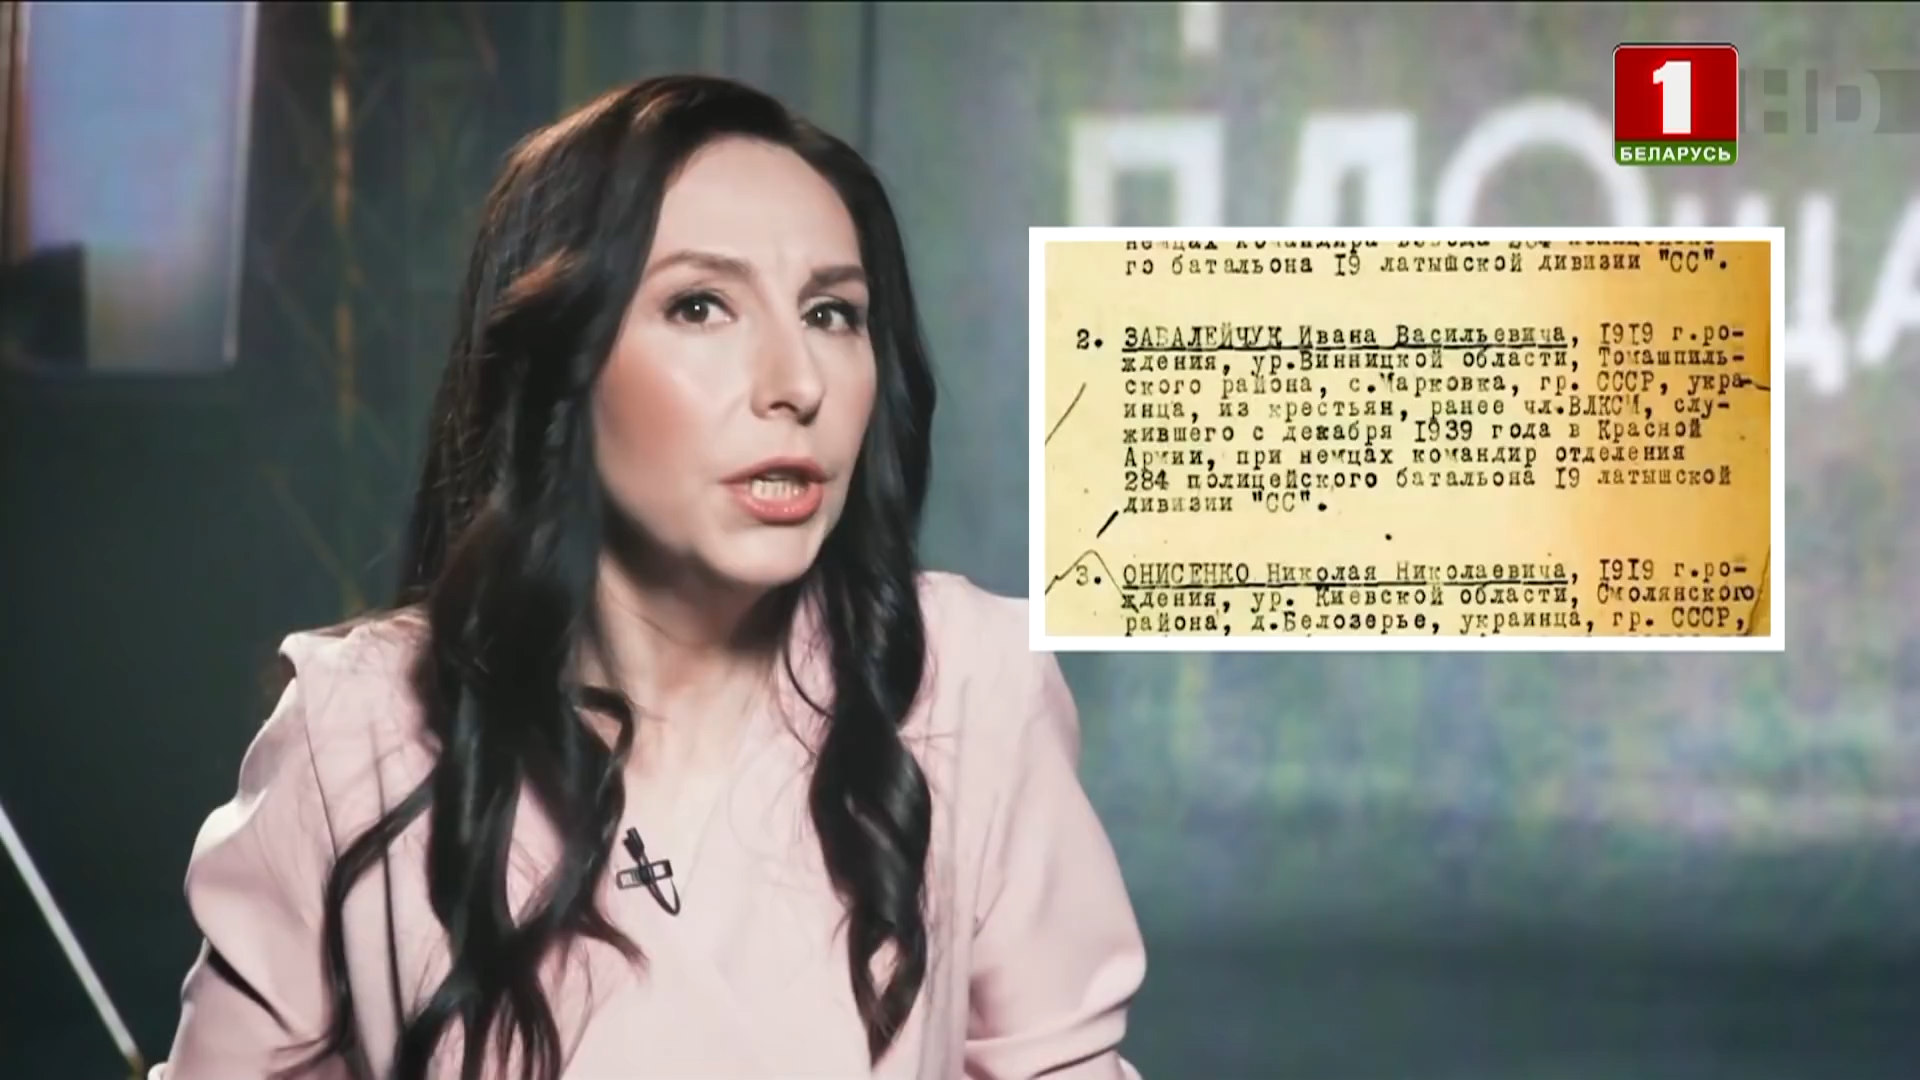 1
БЕЛАРУСЬ
HD
ПЛОЩА
го батальона 19 латышской дивизии "СС".
2. ЗАБАЛЕЙЧУК Ивана Васильевича, 1919 г.ро-
ждения, ур.Винницкой области, Томашпиль-
ского района, с.Марковка, гр. СССР, укра-
инца, из крестьян, ранее чл.ВЛКСМ, слу-
жившего с декабря 1939 года в Красной
Армии, при немцах командир отделения
284 полицейского батальона 19 латышской
дивизии "СС".
3. ОНИСЕНКО Николая Николаевича, 1919 г.ро-
ждения, ур. Киевской области, Смолянского
района, д.Белозерье, украинца, гр. СССР,